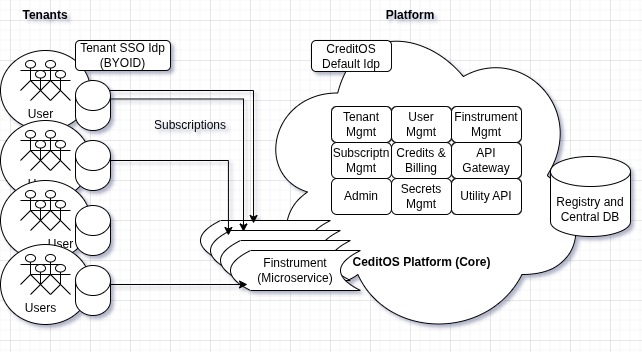 Tenants
Platform
Tenant SSO Idp
(BYOID)
CreditOS
Default Idp
User
Subscriptions
Tenant
Mgmt
User
Mgmt
Finstrument
Mgmt
Subscriptn
Mgmt
Credits &
Billing
API
Gateway
Admin
Secrets
Mgmt
Utility API
Registry and
Central DB
User
Users
Finstrument
(Microservice)
CeditOS Platform (Core)